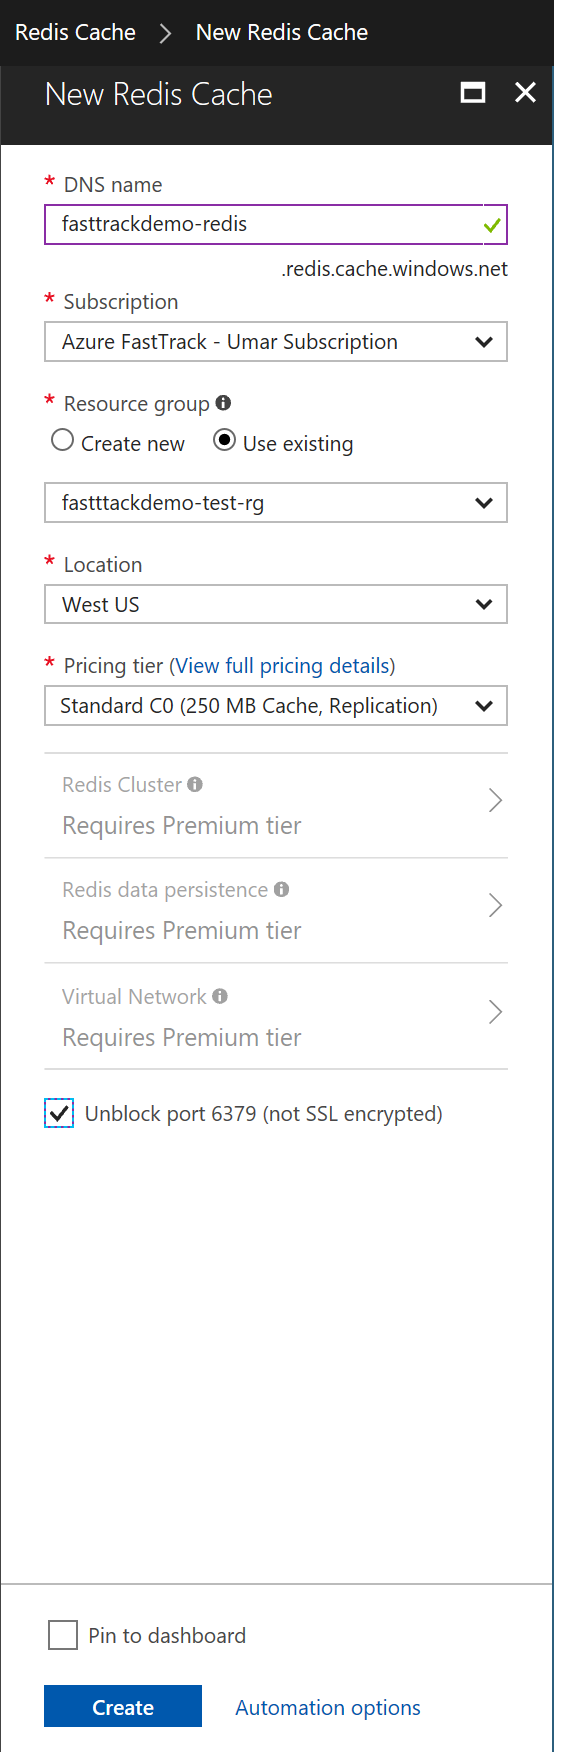 Redis Cache > New Redis Cache
New Redis Cache
* DNS name
fasttrackdemo-redis
.redis.cache.windows.net
* Subscription
Azure FastTrack - Umar Subscription
* Resource group
Create new Use existing
fastttackdemo-test-rg
* Location
West US
* Pricing tier (View full pricing details)
Standard C0 (250 MB Cache, Replication)
Redis Cluster
Requires Premium tier
Redis data persistence
Requires Premium tier
Virtual Network
Requires Premium tier
Unblock port 6379 (not SSL encrypted)
Pin to dashboard
Create Automation options